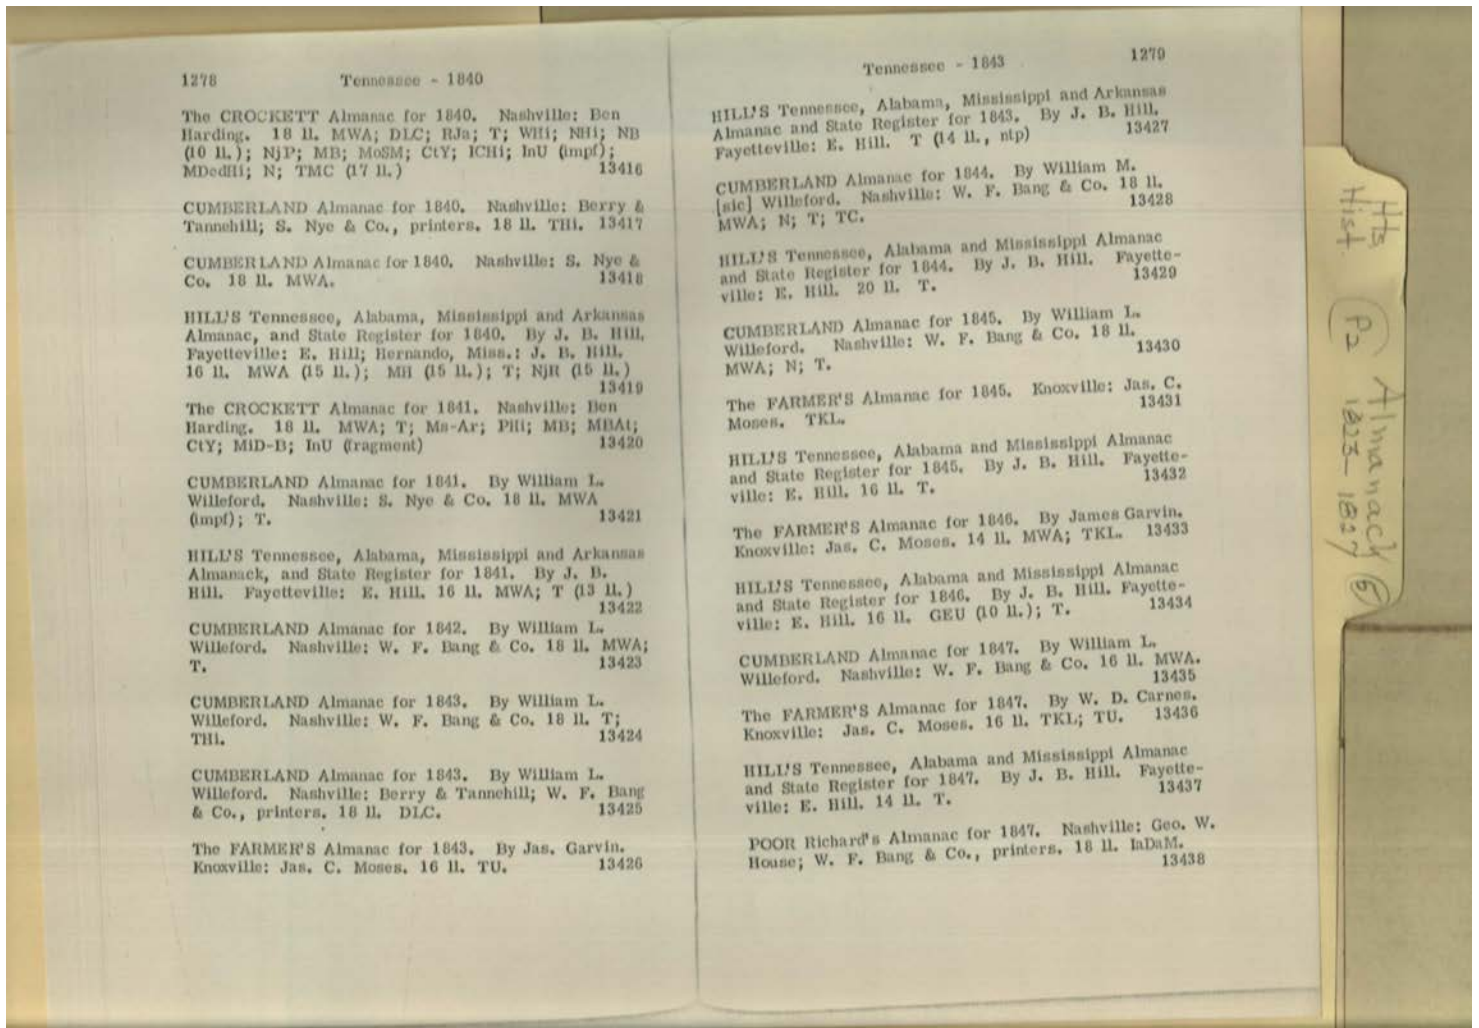 1278 Tennessee - 1840
The CROCKETT Almanac for 1840. Nashville: Ben
Harding. 18 ll. MWA; DLC; RJa; T; WHi; NHi; NB
(10 ll.); NjP; MB; MoSM; CtY; ICHi; InU (impf);
MDedHi; N; TMC (17 ll.) 13416
CUMBERLAND Almanac for 1840. Nashville: Berry &
Tannehill; S. Nye & Co., printers. 18 ll. THi. 13417
CUMBERLAND Almanac for 1840. Nashville: S. Nye &
Co. 18 ll. MWA. 13418
HILL'S Tennessee, Alabama, Mississippi and Arkansas
Almanac, and State Register for 1840. By J. B. Hill.
Fayetteville: E. Hill; Hernando, Miss.: J. B. Hill.
16 ll. MWA (15 ll.); MH (15 ll.); T; NjR (15 ll.)
13419
The CROCKETT Almanac for 1841. Nashville: Ben
Harding. 18 ll. MWA; T; Ms-Ar; PHi; MB; MBAt;
CtY; MiD-B; InU (fragment) 13420
CUMBERLAND Almanac for 1841. By William L.
Willeford. Nashville: S. Nye & Co. 18 ll. MWA
(impf); T. 13421
HILL'S Tennessee, Alabama, Mississippi and Arkansas
Almanack, and State Register for 1841. By J. B.
Hill. Fayetteville: E. Hill. 16 ll. MWA; T (13 ll.)
13422
CUMBERLAND Almanac for 1842. By William L.
Willeford. Nashville: W. F. Bang & Co. 18 ll. MWA;
T. 13423
CUMBERLAND Almanac for 1843. By William L.
Willeford. Nashville: W. F. Bang & Co. 18 ll. T;
THi. 13424
CUMBERLAND Almanac for 1843. By William L.
Willeford. Nashville: Berry & Tannehill; W. F. Bang
& Co., printers. 18 ll. DLC. 13425
The FARMER'S Almanac for 1843. By Jas. Garvin.
Knoxville: Jas. C. Moses. 16 ll. TU. 13426
Tennessee - 1843 1279
HILL'S Tennessee, Alabama, Mississippi and Arkansas
Almanac and State Register for 1843. By J. B. Hill.
Fayetteville: E. Hill. T (14 ll., ntp) 13427
CUMBERLAND Almanac for 1844. By William M.
[sic] Willeford. Nashville: W. F. Bang & Co. 18 ll.
MWA; N; T; TC. 13428
HILL'S Tennessee, Alabama and Mississippi Almanac
and State Register for 1844. By J. B. Hill. Fayette-
ville: E. Hill. 20 ll. T. 13429
CUMBERLAND Almanac for 1845. By William L.
Willeford. Nashville: W. F. Bang & Co. 18 ll.
MWA; N; T. 13430
The FARMER'S Almanac for 1845. Knoxville: Jas. C.
Moses. TKL. 13431
HILL'S Tennessee, Alabama and Mississippi Almanac
and State Register for 1845. By J. B. Hill. Fayette-
ville: E. Hill. 16 ll. T. 13432
The FARMER'S Almanac for 1846. By James Garvin.
Knoxville: Jas. C. Moses. 14 ll. MWA; TKL. 13433
HILL'S Tennessee, Alabama and Mississippi Almanac
and State Register for 1846. By J. B. Hill. Fayette-
ville: E. Hill. 16 ll. GEU (10 ll.); T. 13434
CUMBERLAND Almanac for 1847. By William L.
Willeford. Nashville: W. F. Bang & Co. 16 ll. MWA.
13435
The FARMER'S Almanac for 1847. By W. D. Carnes.
Knoxville: Jas. C. Moses. 16 ll. TKL; TU. 13436
HILL'S Tennessee, Alabama and Mississippi Almanac
and State Register for 1847. By J. B. Hill. Fayette-
ville: E. Hill. 14 ll. T. 13437
POOR Richard's Almanac for 1847. Nashville: Geo. W.
House; W. F. Bang & Co., printers. 18 ll. IaDaM.
13438
Hts Almanack 5
Hist. P2 1823-1827